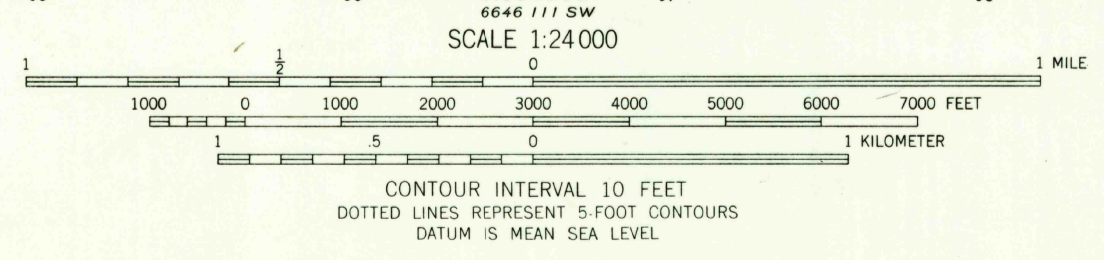 6646 III SW
SCALE 1:24 000
1 1/2 0 1 MILE
1000 0 1000 2000 3000 4000 5000 6000 7000 FEET
1 .5 0 1 KILOMETER
CONTOUR INTERVAL 10 FEET
DOTTED LINES REPRESENT 5-FOOT CONTOURS
DATUM IS MEAN SEA LEVEL